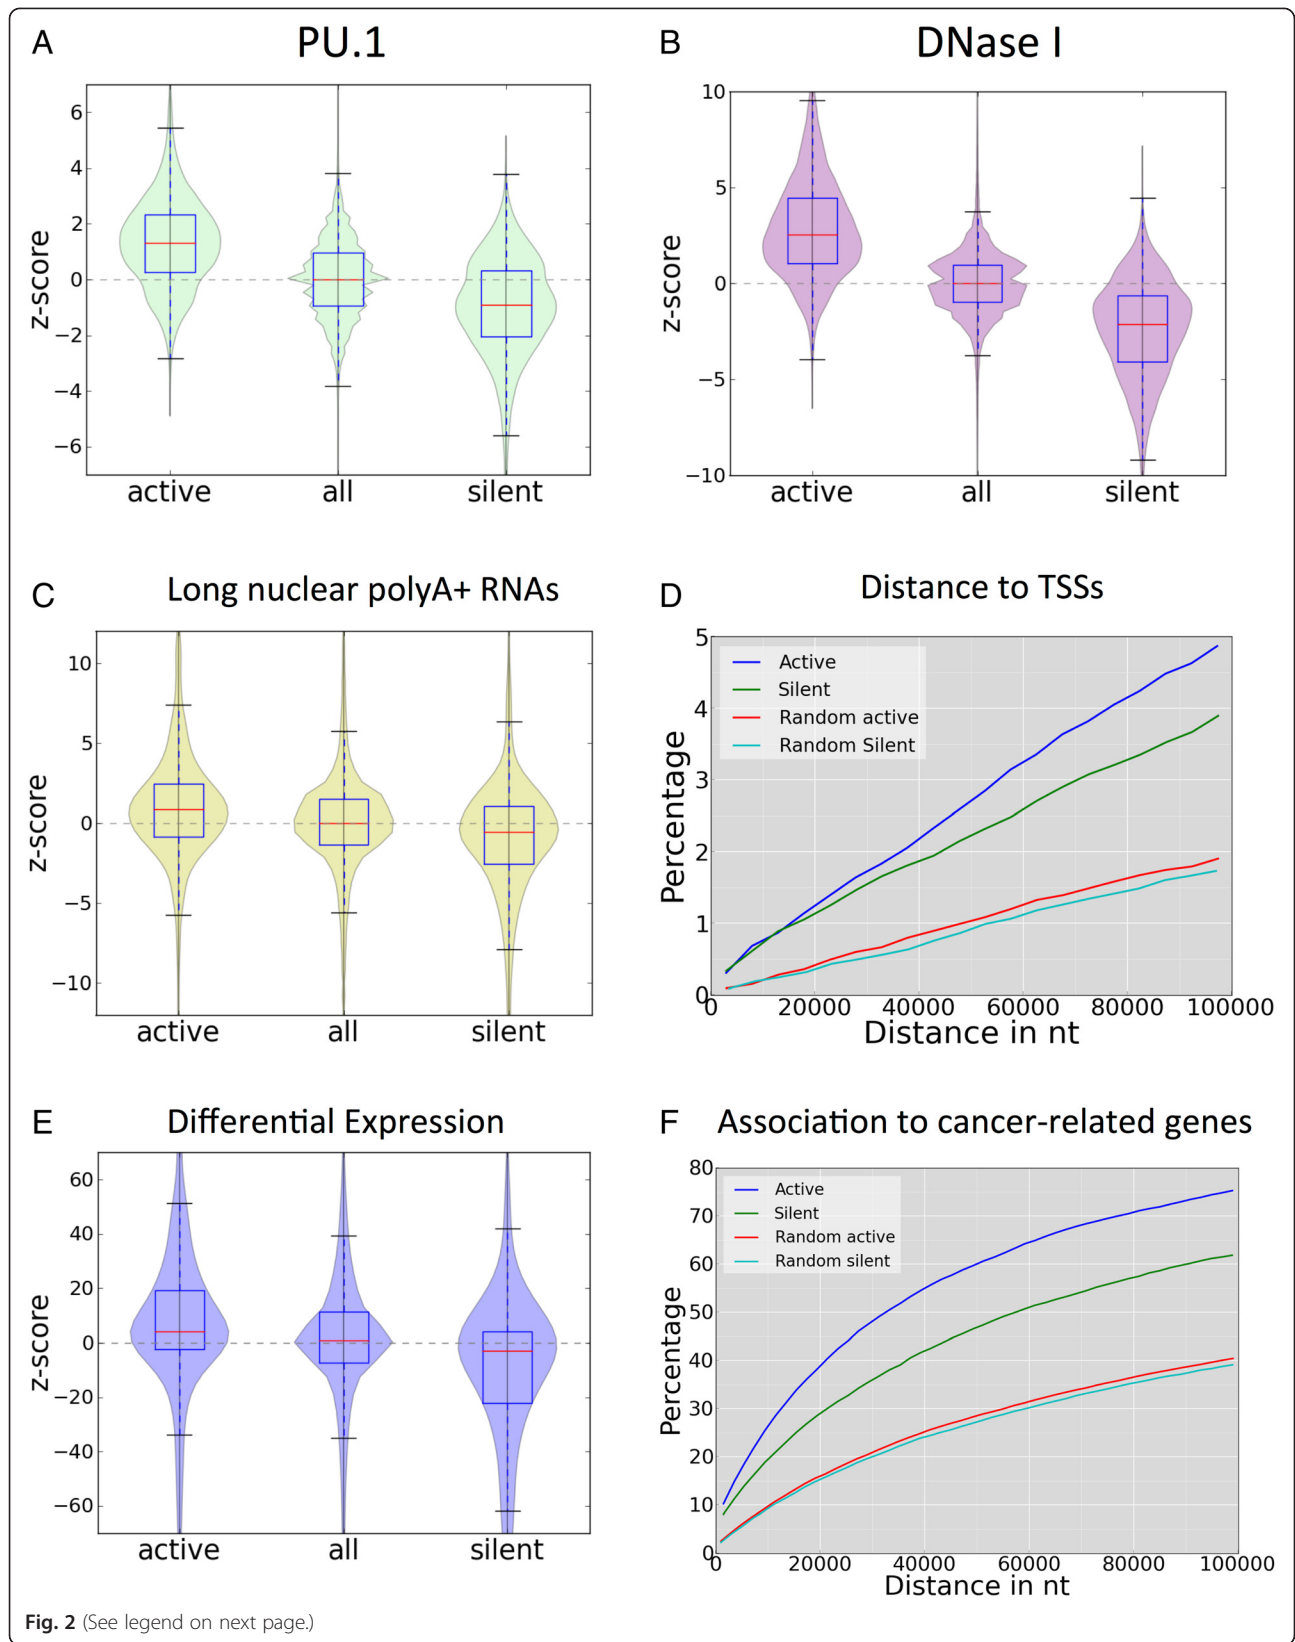 A PU.1
6
4
2
0
−2
−4
−6
z-score
active all silent
B DNase I
10
5
0
−5
−10
z-score
active all silent
C Long nuclear polyA+ RNAs
10
5
0
−5
−10
z-score
active all silent
D Distance to TSSs
5
4
3
2
1
0
Percentage
Active
Silent
Random active
Random Silent
0 20000 40000 60000 80000 100000
Distance in nt
E Differential Expression
60
40
20
0
−20
−40
−60
z-score
active all silent
F Association to cancer-related genes
80
70
60
50
40
30
20
10
0
Percentage
Active
Silent
Random active
Random silent
0 20000 40000 60000 80000 100000
Distance in nt
Fig. 2 (See legend on next page.)